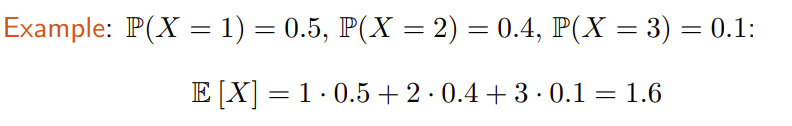 Example: ℙ(X = 1) = 0.5, ℙ(X = 2) = 0.4, ℙ(X = 3) = 0.1:
𝔼 [X] = 1 · 0.5 + 2 · 0.4 + 3 · 0.1 = 1.6